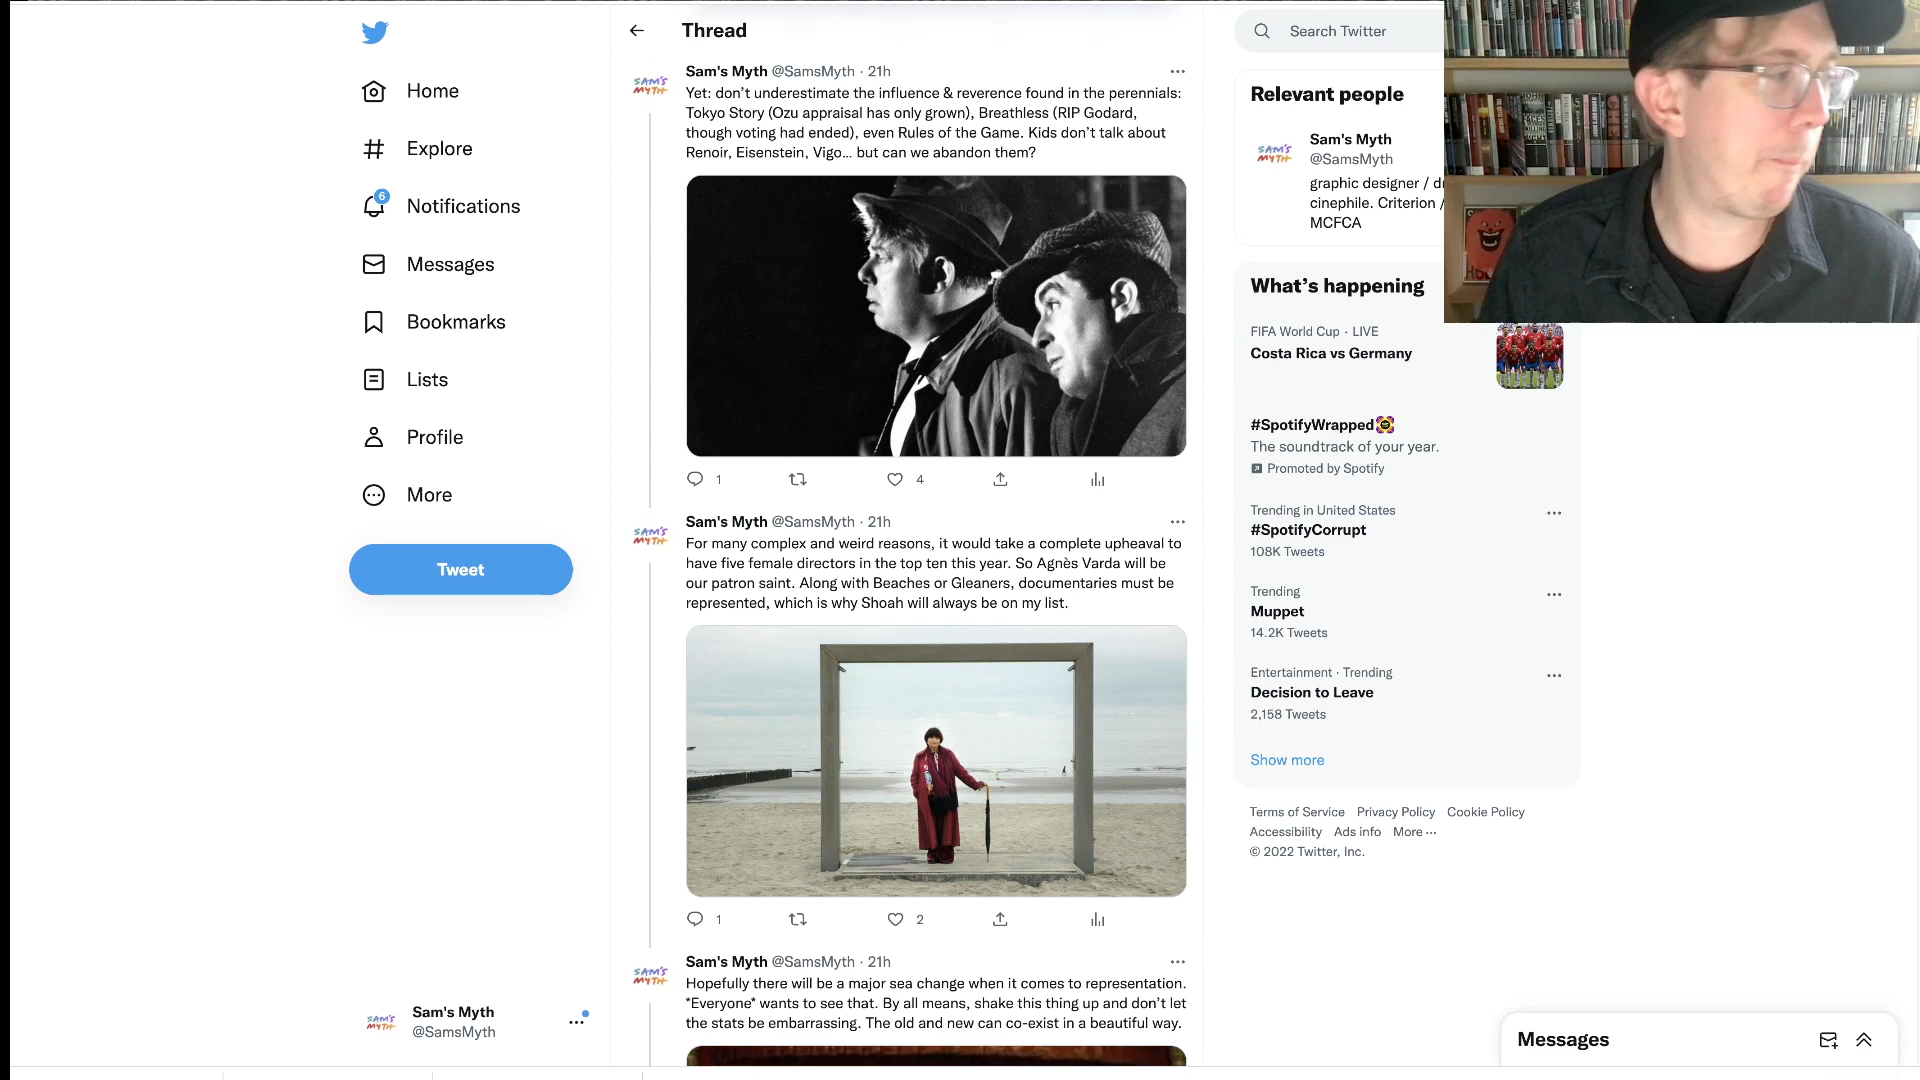 Home
Explore
6
Notifications
Messages
Bookmarks
Lists
Profile
More
Tweet
Sam's Myth
@SamsMyth
Thread
SAM'S MYTH
Sam's Myth @SamsMyth · 21h
Yet: don’t underestimate the influence & reverence found in the perennials:
Tokyo Story (Ozu appraisal has only grown), Breathless (RIP Godard,
though voting had ended), even Rules of the Game. Kids don’t talk about
Renoir, Eisenstein, Vigo... but can we abandon them?
1
4
SAM'S MYTH
Sam's Myth @SamsMyth · 21h
For many complex and weird reasons, it would take a complete upheaval to
have five female directors in the top ten this year. So Agnès Varda will be
our patron saint. Along with Beaches or Gleaners, documentaries must be
represented, which is why Shoah will always be on my list.
1
2
SAM'S MYTH
Sam's Myth @SamsMyth · 21h
Hopefully there will be a major sea change when it comes to representation.
*Everyone* wants to see that. By all means, shake this thing up and don’t let
the stats be embarrassing. The old and new can co-exist in a beautiful way.
Search Twitter
Relevant people
SAM'S MYTH
Sam's Myth
@SamsMyth
graphic designer /
cinephile. Criterion /
MCFCA
What’s happening
FIFA World Cup · LIVE
Costa Rica vs Germany
#SpotifyWrapped
The soundtrack of your year.
Promoted by Spotify
Trending in United States
#SpotifyCorrupt
108K Tweets
Trending
Muppet
14.2K Tweets
Entertainment · Trending
Decision to Leave
2,158 Tweets
Show more
Terms of Service Privacy Policy Cookie Policy
Accessibility Ads info More ...
© 2022 Twitter, Inc.
Messages
SAM'S MYTH